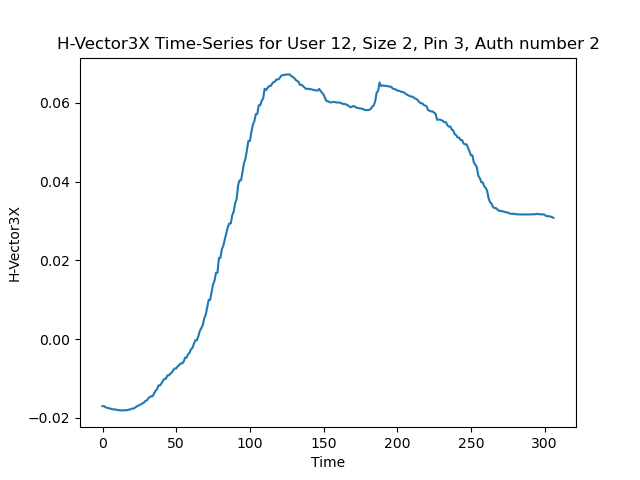 H-Vector3X Time-Series for User 12, Size 2, Pin 3, Auth number 2
H-Vector3X
0.06
0.04
0.02
0.00
−0.02
0 50 100 150 200 250 300
Time